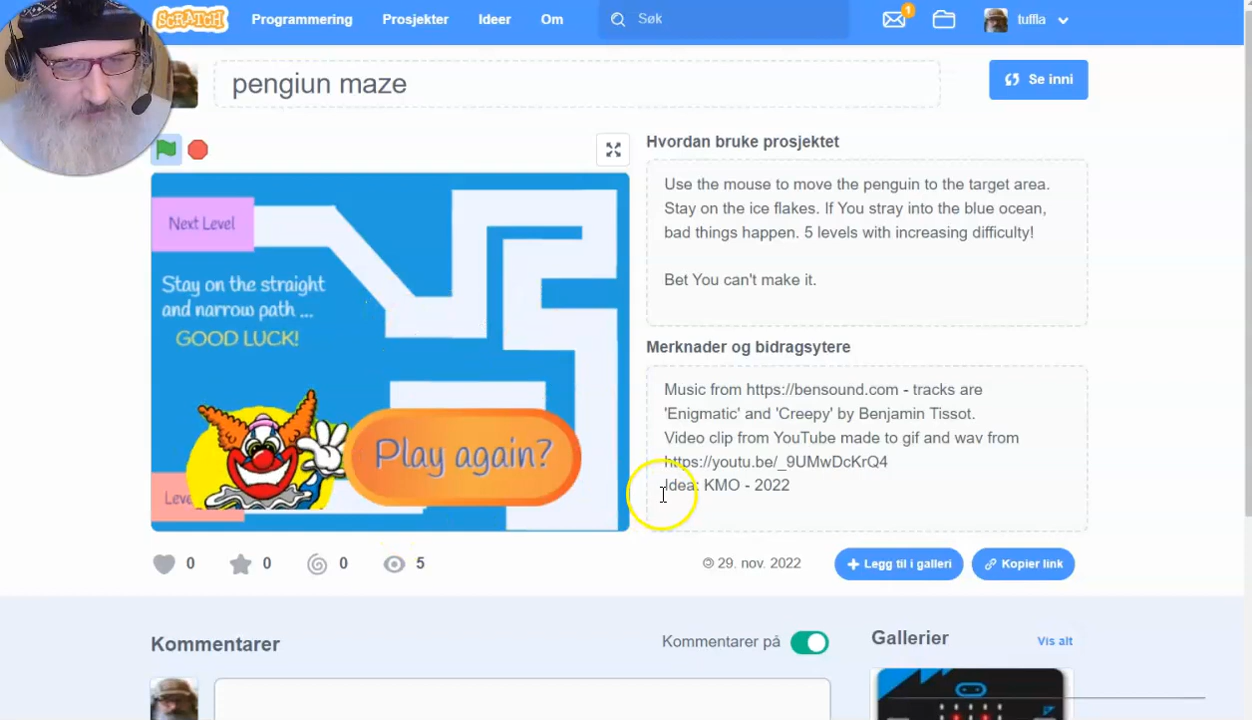 SCRATCH Programmering Prosjekter Ideer Om Søk 1 tuffla
pengiun maze Se inni
Hvordan bruke prosjektet
Use the mouse to move the penguin to the target area.
Stay on the ice flakes. If You stray into the blue ocean,
bad things happen. 5 levels with increasing difficulty!
Bet You can't make it.
Next Level
Stay on the straight
and narrow path ...
GOOD LUCK!
Play again?
Leve
Merknader og bidragsytere
Music from https://bensound.com - tracks are
'Enigmatic' and 'Creepy' by Benjamin Tissot.
Video clip from YouTube made to gif and wav from
https://youtu.be/_9UMwDcKrQ4
Idea: KMO - 2022
0 0 0 5
29. nov. 2022 Legg til i galleri Kopier link
Kommentarer Kommentarer på
Gallerier Vis alt